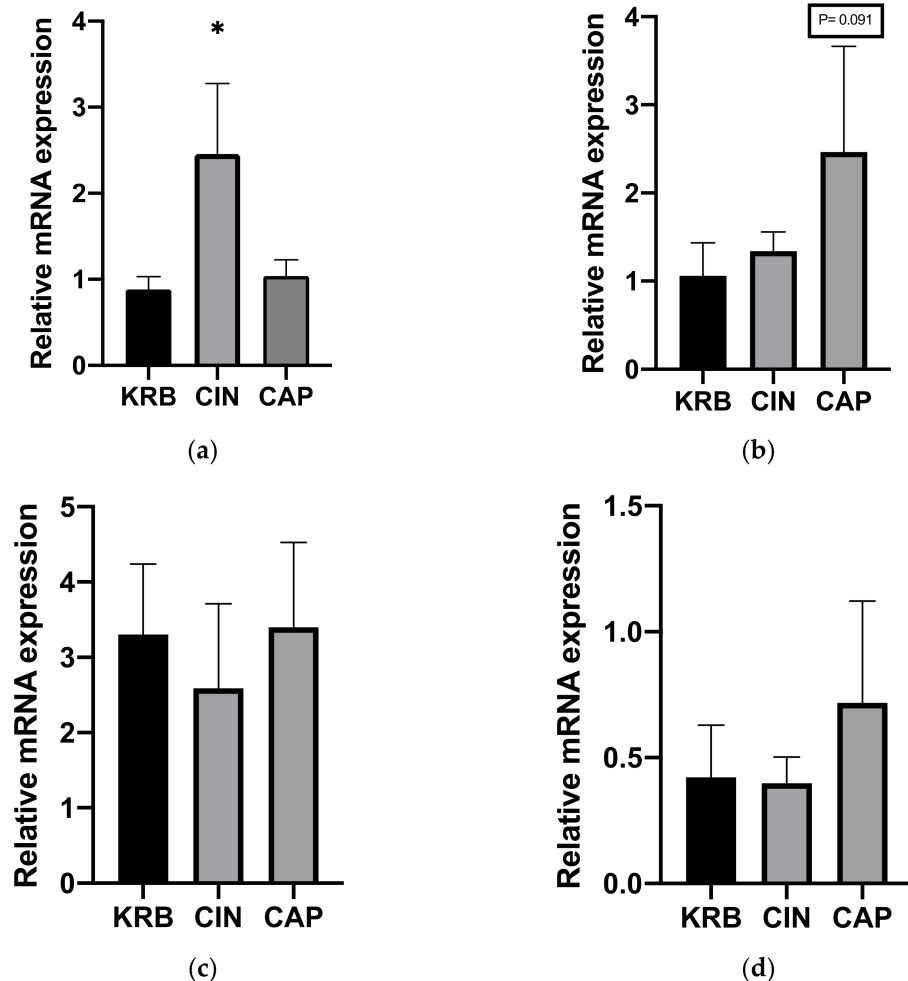 Relative mRNA expression
4
3
2
1
0
*
KRB CIN CAP
(a)
Relative mRNA expression
4
3
2
1
0
P= 0.091
KRB CIN CAP
(b)
Relative mRNA expression
5
4
3
2
1
0
KRB CIN CAP
(c)
Relative mRNA expression
1.5
1.0
0.5
0.0
KRB CIN CAP
(d)